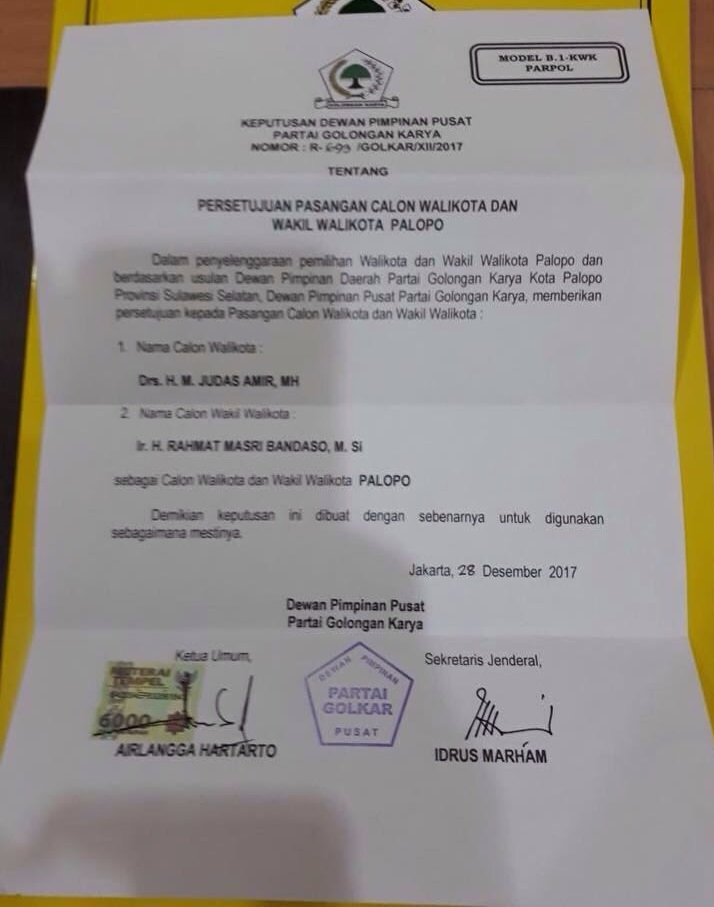 MODEL B.1-KWK
PARPOL
GOLONGAN KARYA
KEPUTUSAN DEWAN PIMPINAN PUSAT
PARTAI GOLONGAN KARYA
NOMOR : R-693 /GOLKAR/XII/2017
TENTANG
PERSETUJUAN PASANGAN CALON WALIKOTA DAN
WAKIL WALIKOTA PALOPO
Dalam penyelenggaraan pemilihan Walikota dan Wakil Walikota Palopo dan
berdasarkan usulan Dewan Pimpinan Daerah Partai Golongan Karya Kota Palopo
Provinsi Sulawesi Selatan, Dewan Pimpinan Pusat Partai Golongan Karya, memberikan
persetujuan kepada Pasangan Calon Walikota dan Wakil Walikota :
1. Nama Calon Walikota :
Drs. H. M. JUDAS AMIR, MH
2. Nama Calon Wakil Walikota :
Ir. H. RAHMAT MASRI BANDASO, M. Si
sebagai Calon Walikota dan Wakil Walikota PALOPO
Demikian keputusan ini dibuat dengan sebenarnya untuk digunakan
sebagaimana mestinya.
Jakarta, 28 Desember 2017
Dewan Pimpinan Pusat
Partai Golongan Karya
Ketua Umum,
Sekretaris Jenderal,
METERAI
TEMPEL
6000
DEWAN PIMPINAN
PARTAI
GOLKAR
PUSAT
AIRLANGGA HARTARTO
IDRUS MARHAM